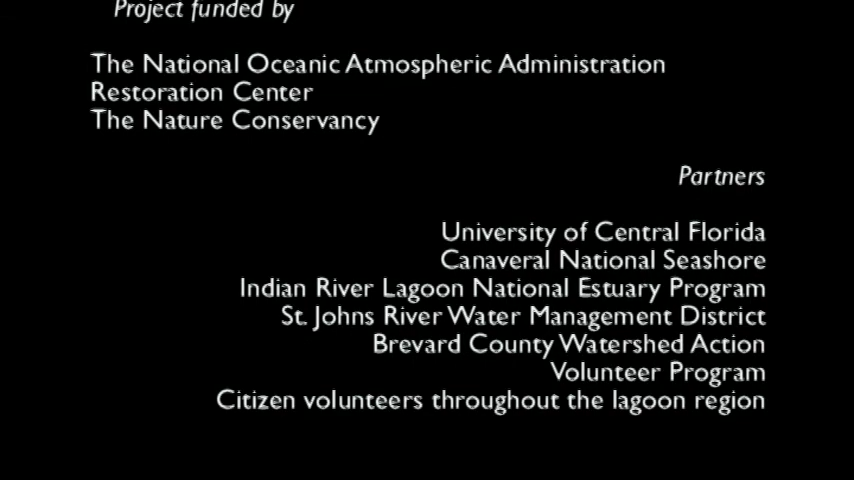 Project funded by
The National Oceanic Atmospheric Administration
Restoration Center
The Nature Conservancy
Partners
University of Central Florida
Canaveral National Seashore
Indian River Lagoon National Estuary Program
St. Johns River Water Management District
Brevard County Watershed Action
Volunteer Program
Citizen volunteers throughout the lagoon region